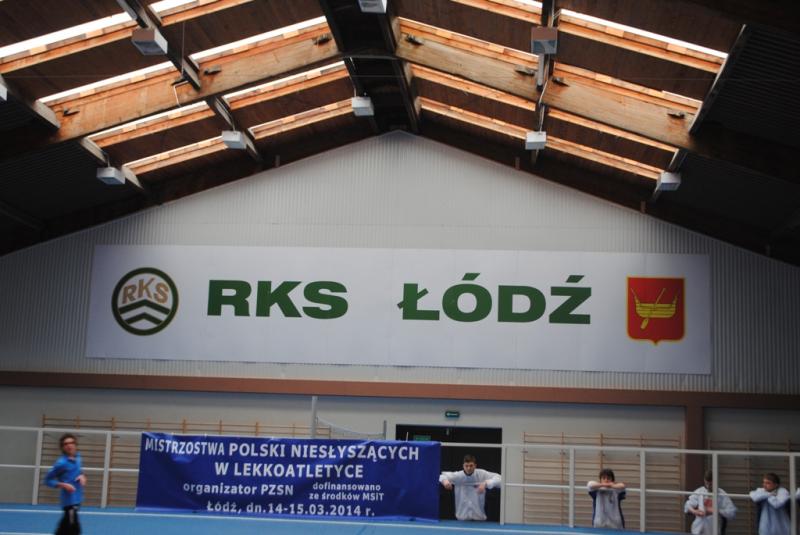 RKS
RKS ŁÓDŹ
MISTRZOSTWA POLSKI NIESŁYSZĄCYCH
W LEKKOATLETYCE
organizator PZSN
dofinansowano
ze środków MSiT
Łódź, dn.14-15.03.2014 r.